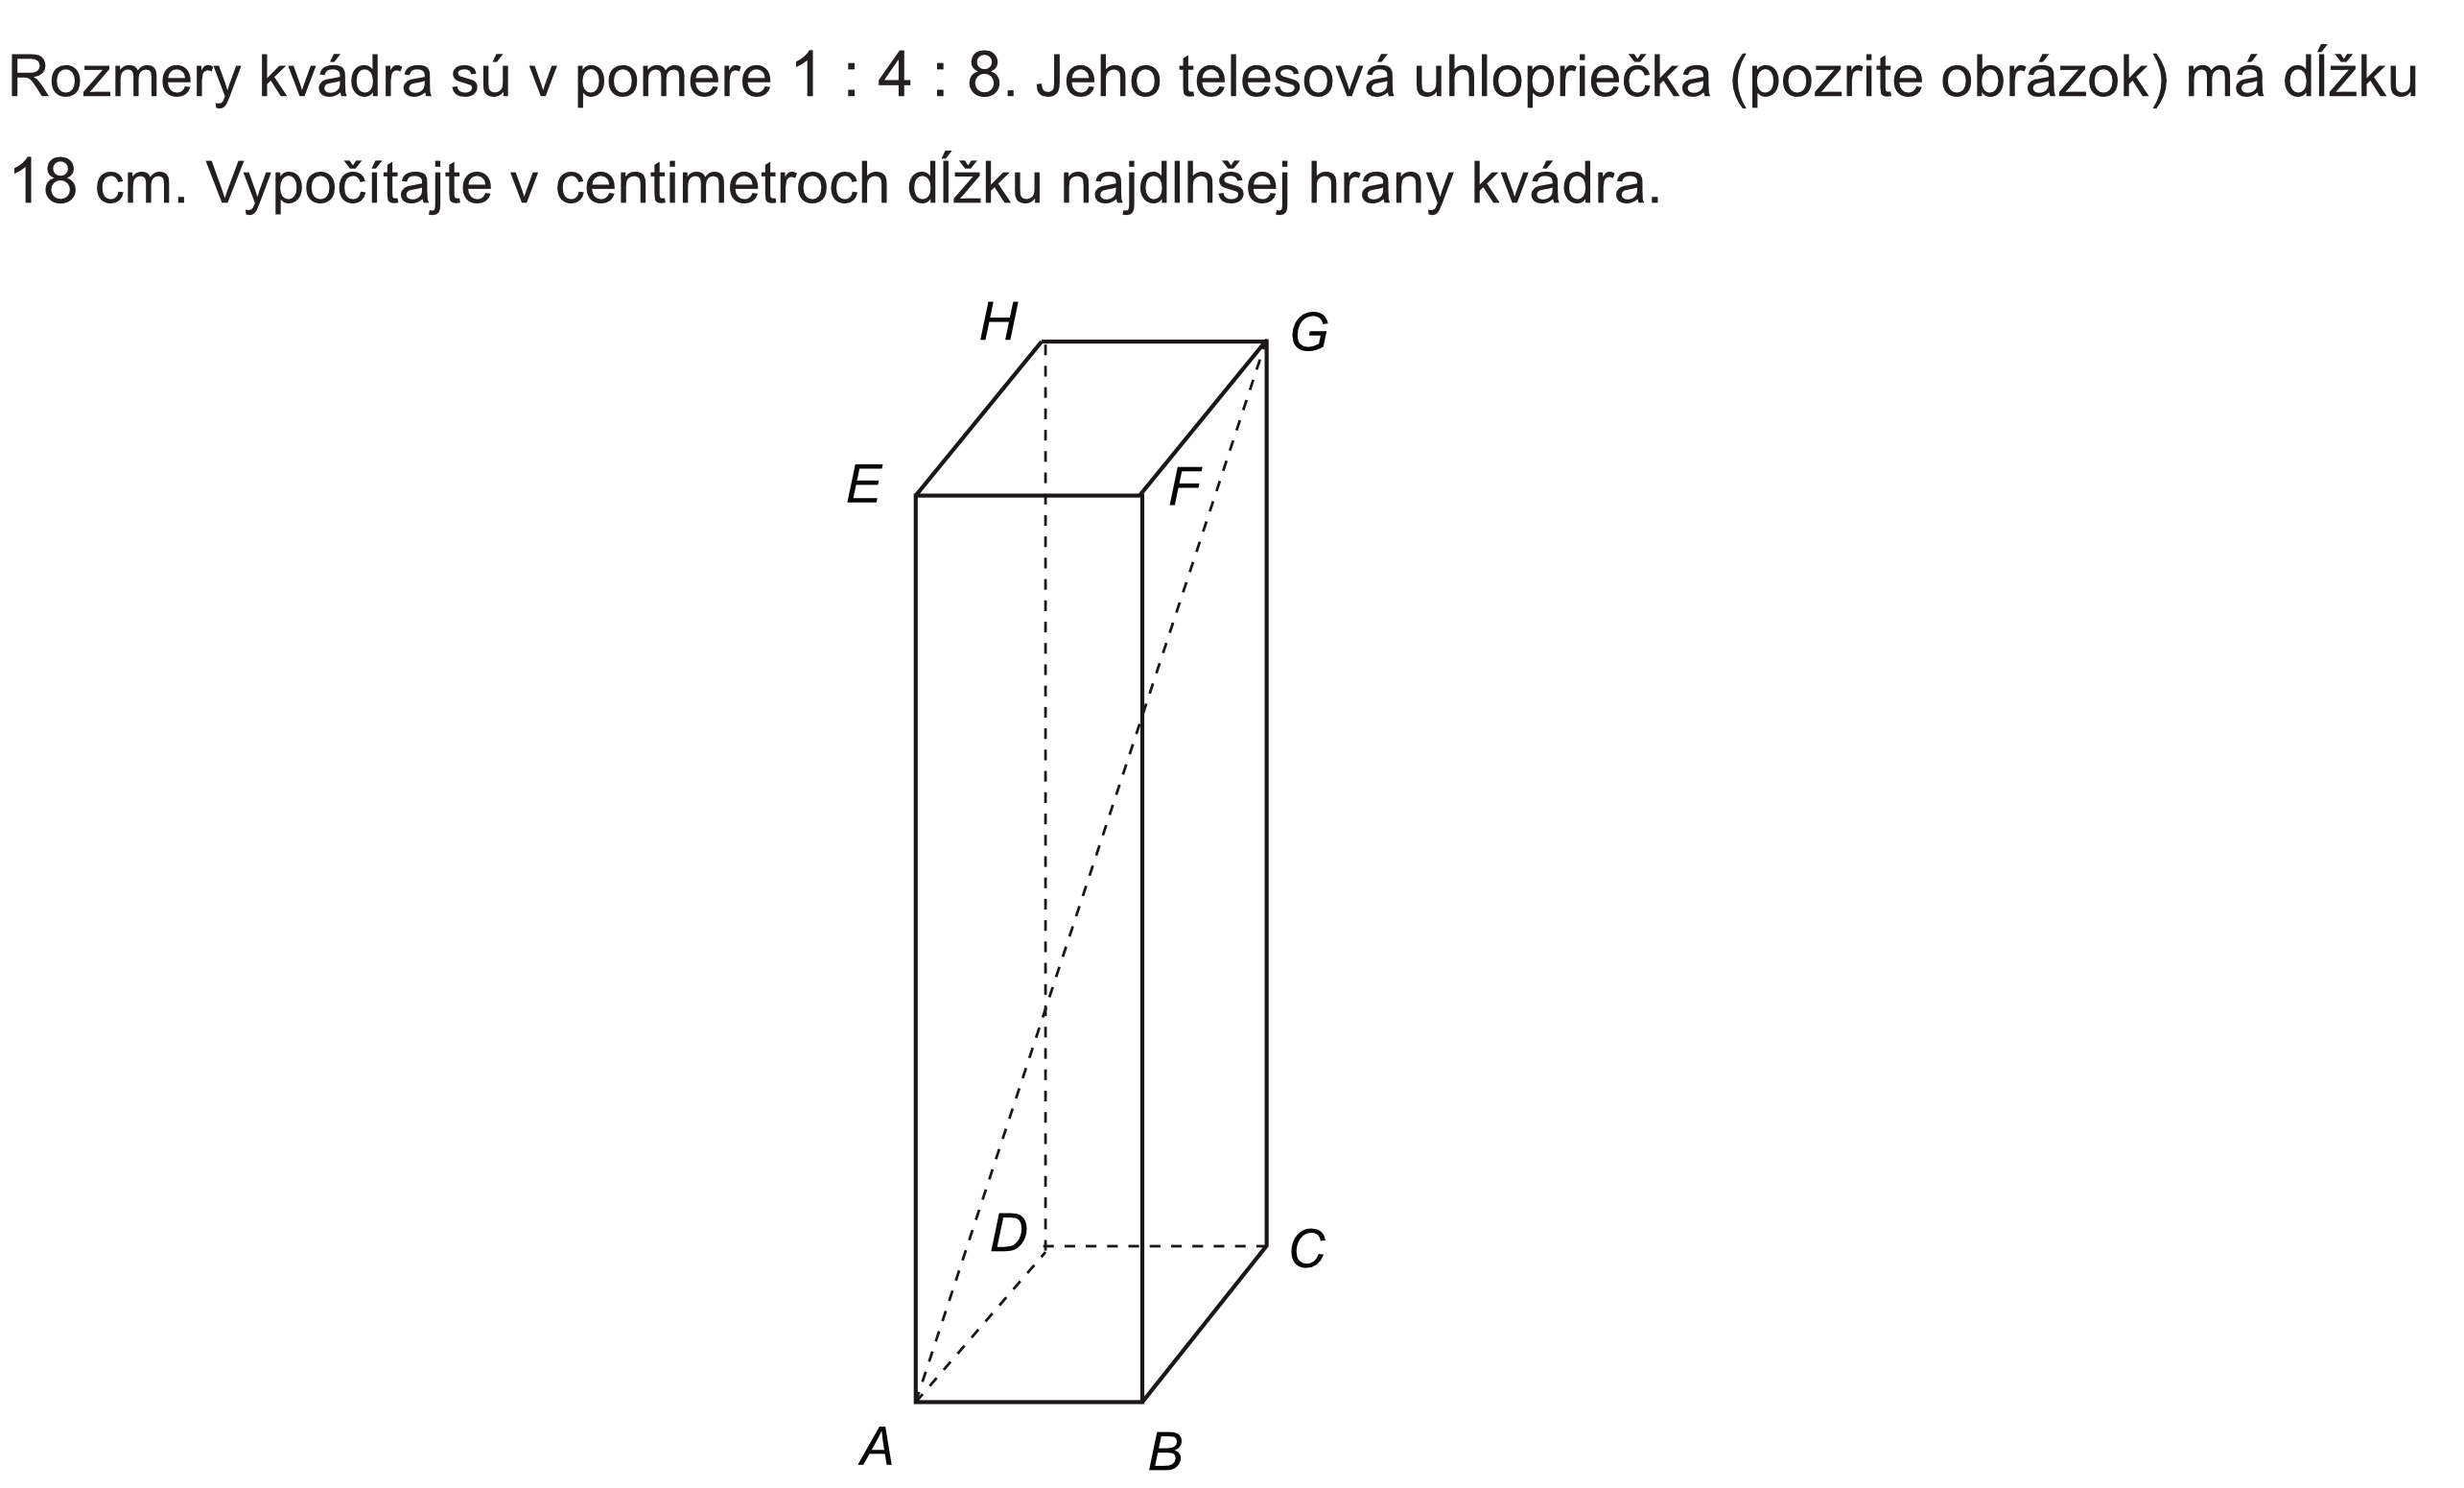 Rozmery kvádra sú v pomere 1 : 4 : 8. Jeho telesová uhlopriečka (pozrite obrázok) má dĺžku
18 cm. Vypočítajte v centimetroch dĺžku najdlhšej hrany kvádra.
H
G
E
F
D
C
A
B